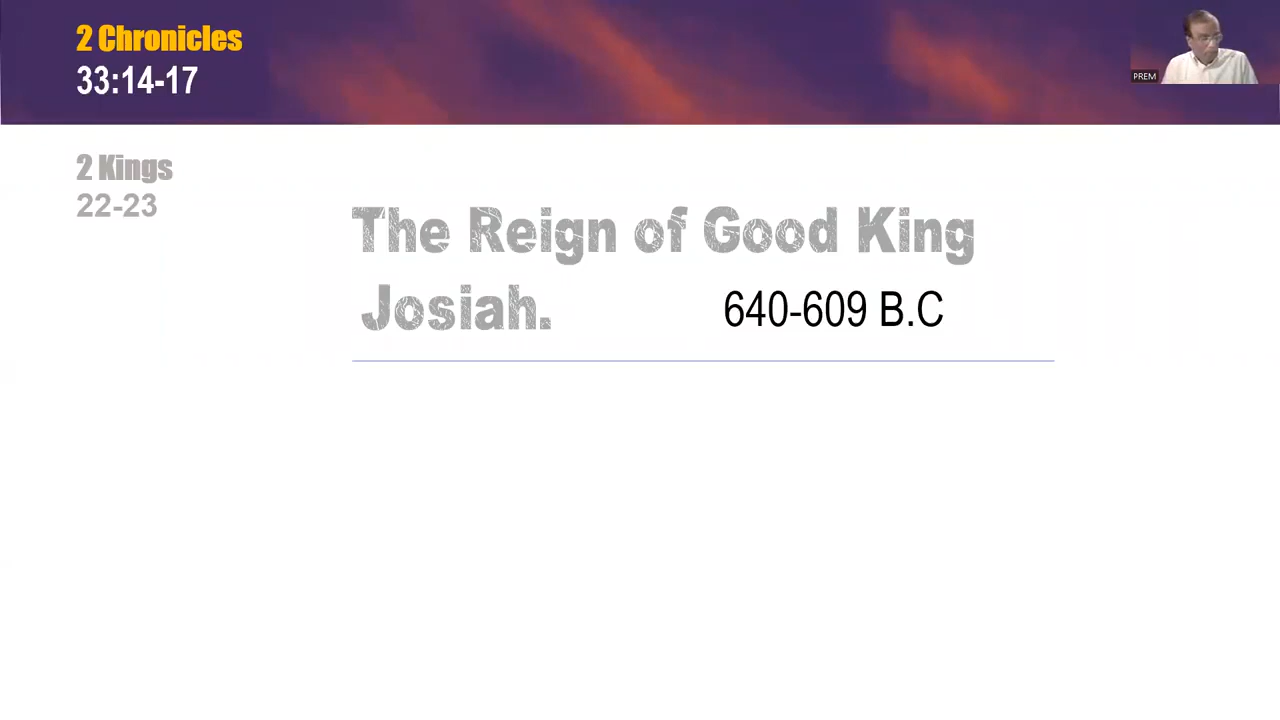 2 Chronicles
33:14-17
PREM
2 Kings
22-23
The Reign of Good King
Josiah.
640-609 B.C